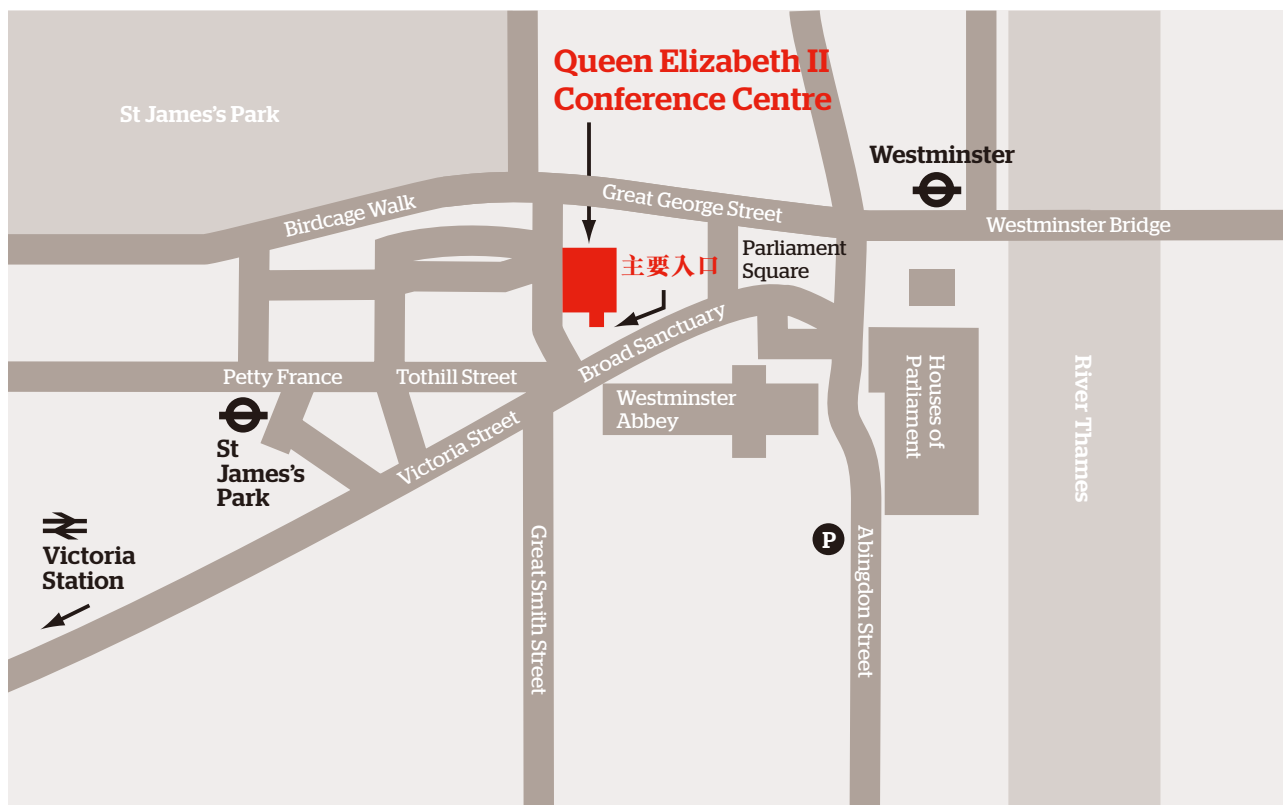 Queen Elizabeth II
Conference Centre
St James's Park
Westminster
Birdcage Walk
Great George Street
Westminster Bridge
主要入口
Parliament
Square
Broad Sanctuary
Petty France
Tothill Street
Westminster
Abbey
Houses of
Parliament
River Thames
St
James's
Park
Victoria Street
Victoria
Station
Great Smith Street
P
Abingdon Street